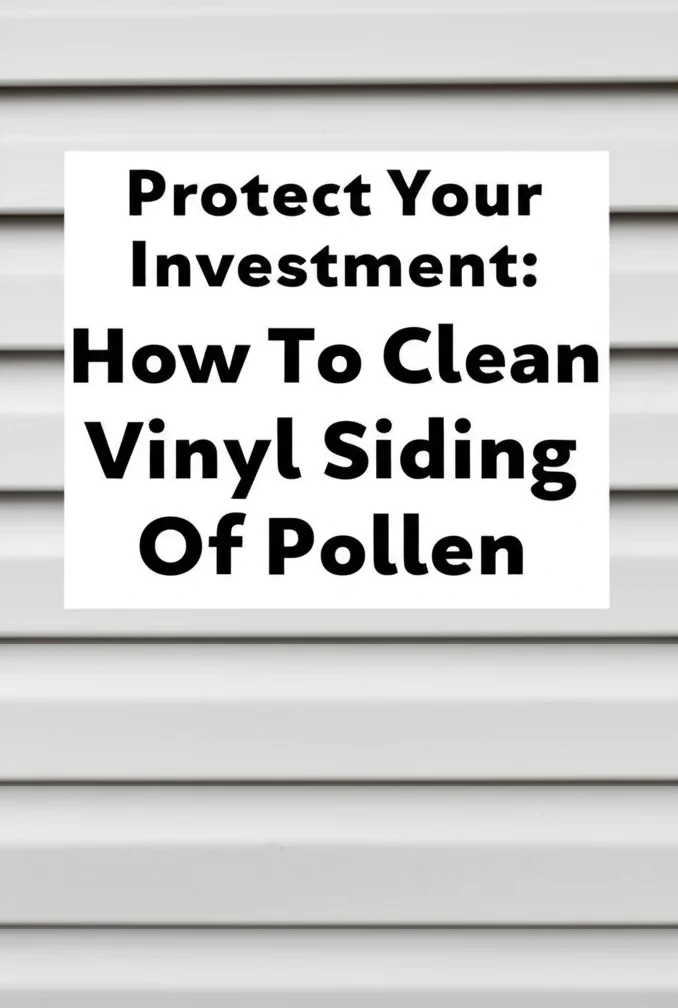 Protect Your
Investment:
How To Clean
Vinyl Siding
Of Pollen